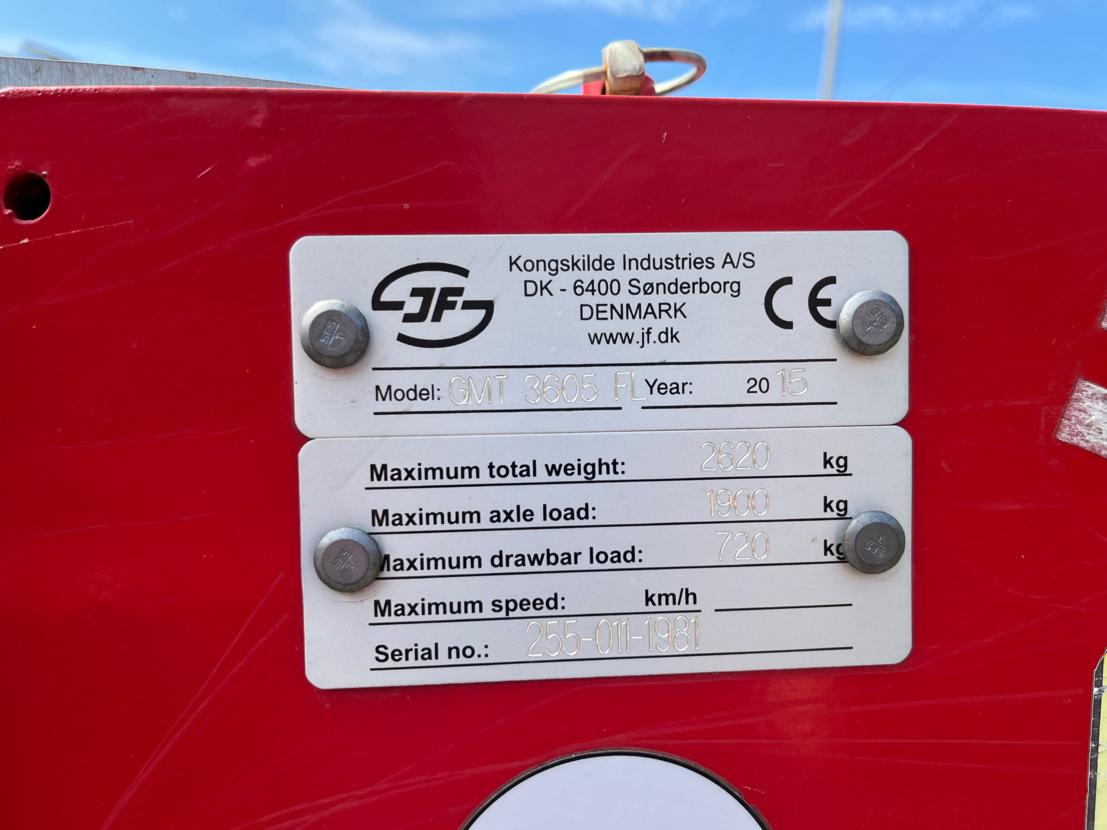 JF
Kongskilde Industries A/S
DK - 6400 Sønderborg
DENMARK
www.jf.dk
CE
Model: GMT 3605 FL Year: 2015
Maximum total weight: 2620 kg
Maximum axle load: 1900 kg
Maximum drawbar load: 720 kg
Maximum speed: km/h
Serial no.: 255-011-1981